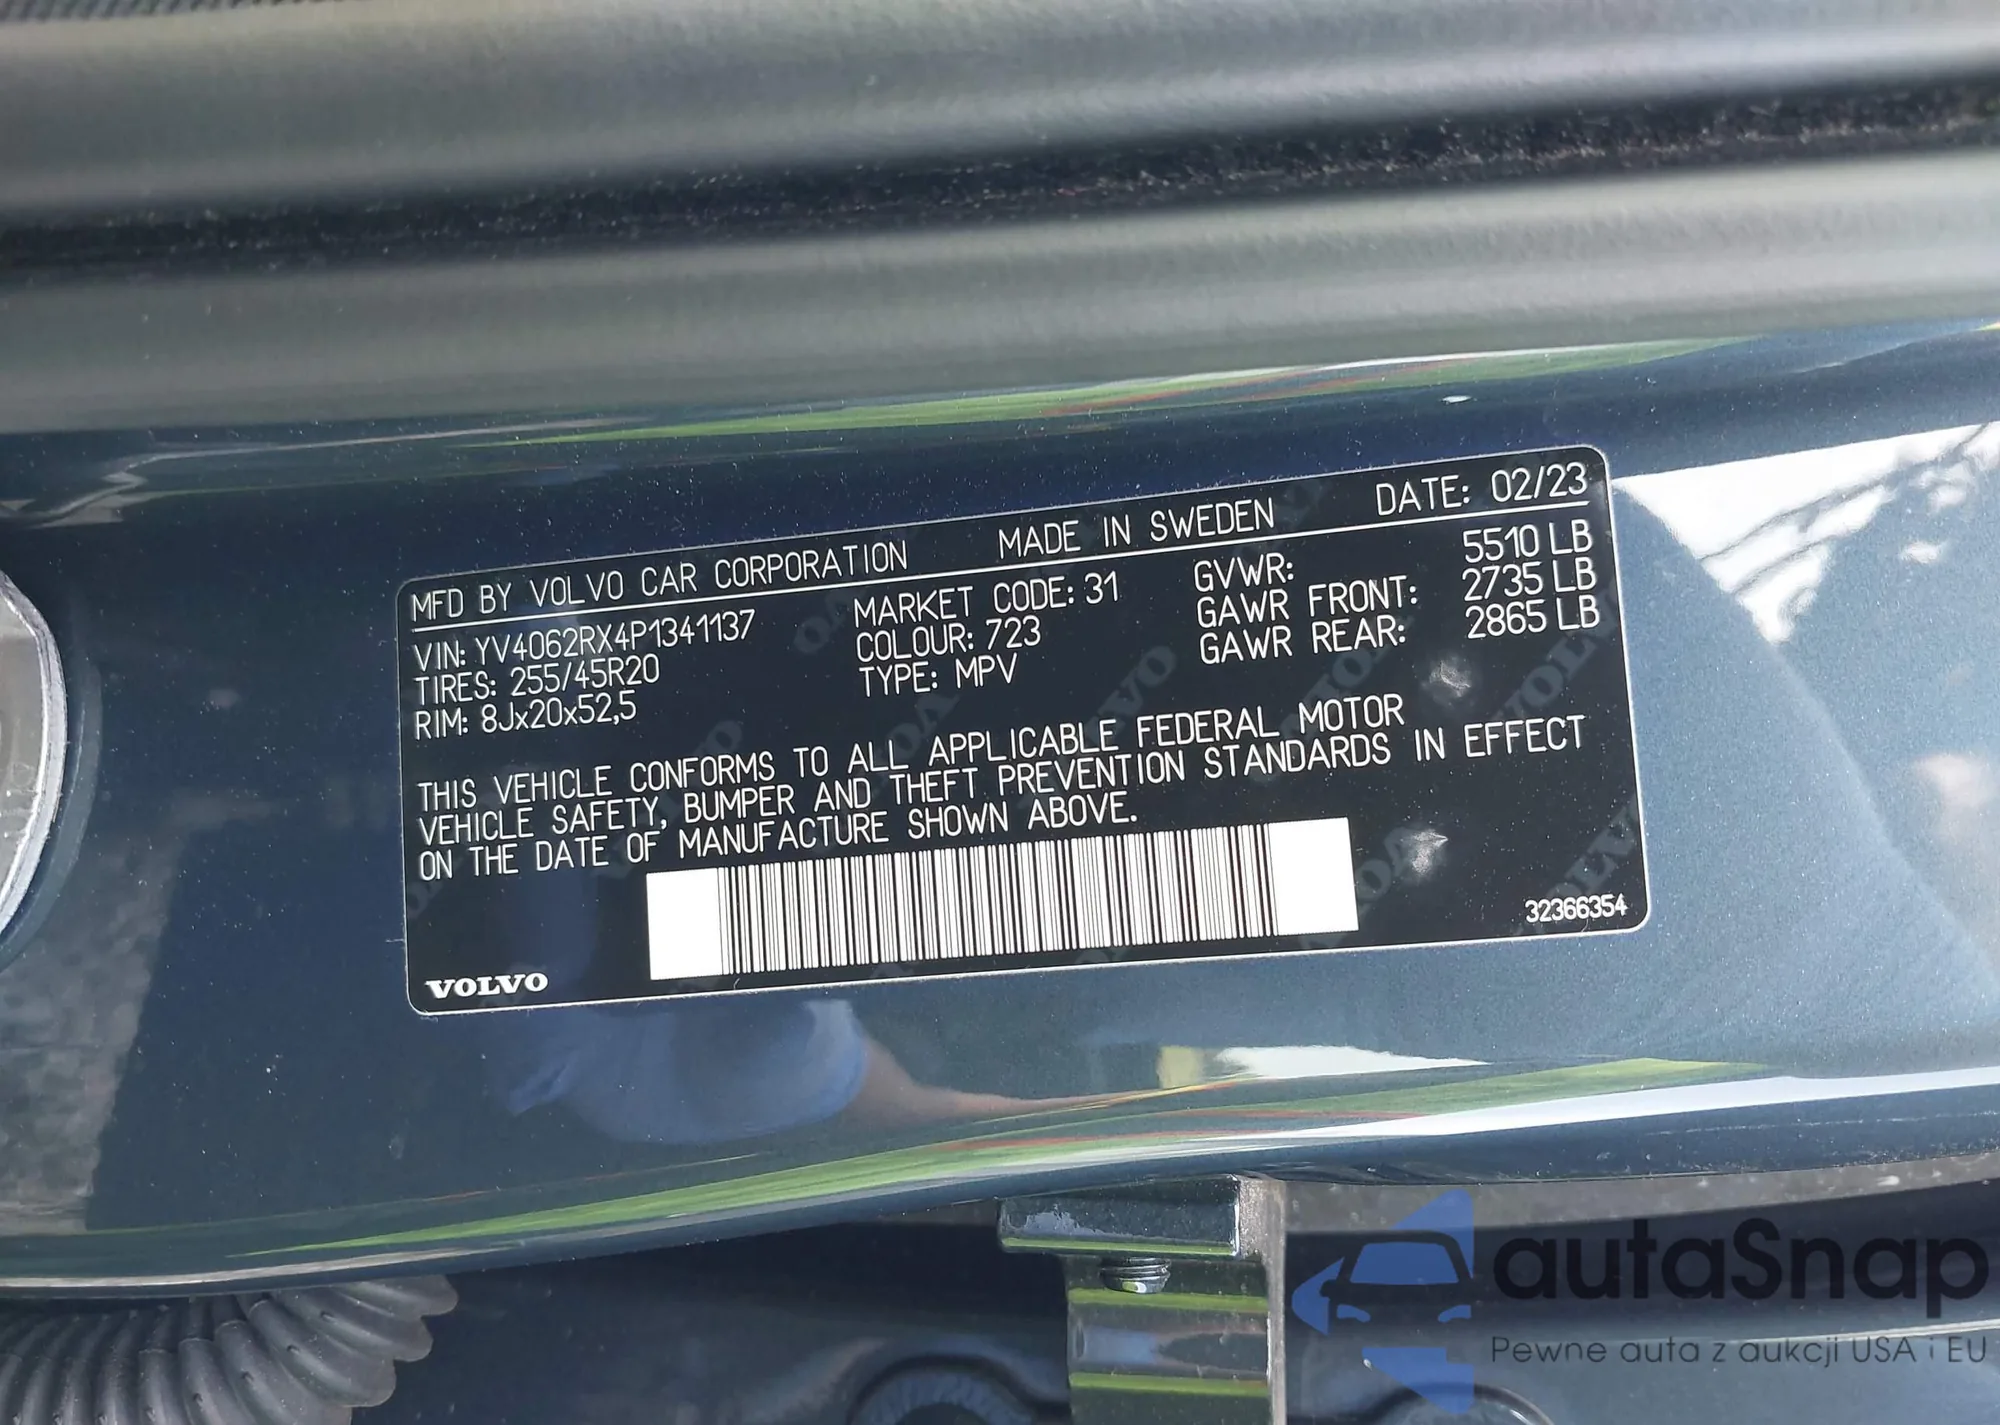 MFD BY VOLVO CAR CORPORATION MADE IN SWEDEN DATE: 02/23
VIN: YV4062RX4P1341137 MARKET CODE: 31 GVWR: 5510 LB
TIRES: 255/45R20 COLOUR: 723 GAWR FRONT: 2735 LB
RIM: 8Jx20x52,5 TYPE: MPV GAWR REAR: 2865 LB
THIS VEHICLE CONFORMS TO ALL APPLICABLE FEDERAL MOTOR
VEHICLE SAFETY, BUMPER AND THEFT PREVENTION STANDARDS IN EFFECT
ON THE DATE OF MANUFACTURE SHOWN ABOVE.
32366354
VOLVO
autaSnap
Pewne auta z aukcji USA i EU